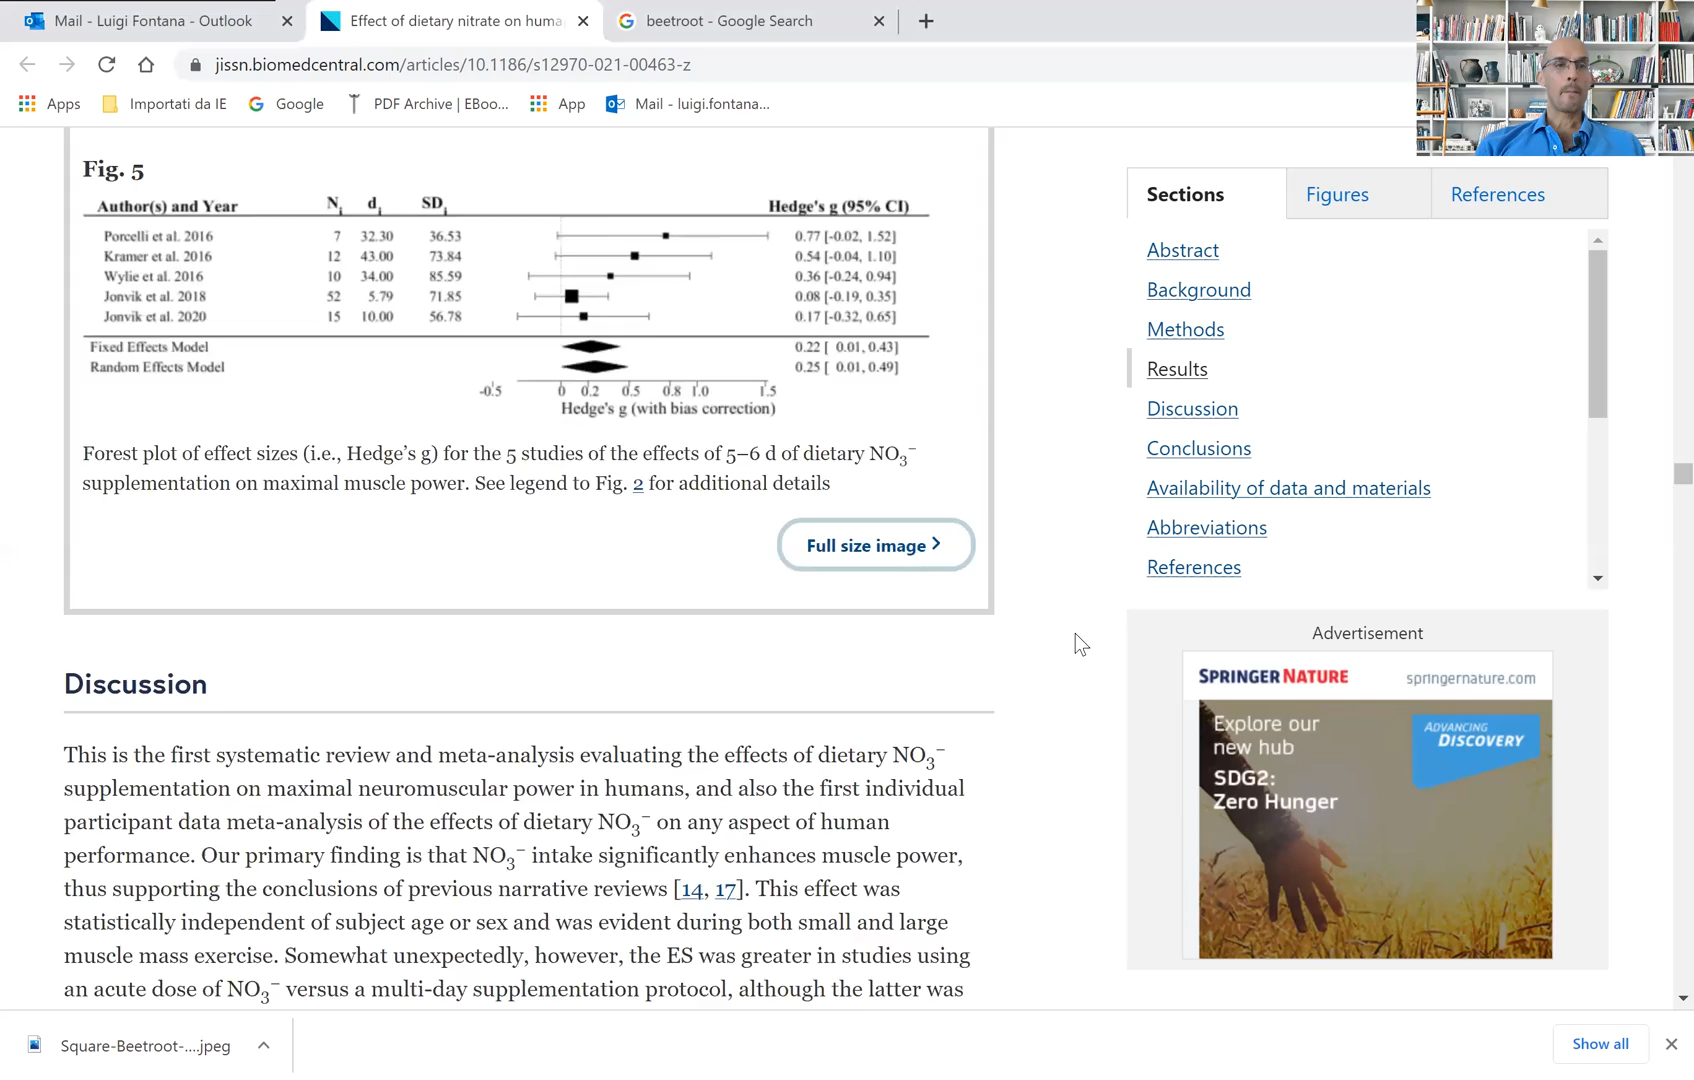 Mail - Luigi Fontana - Outlook
Effect of dietary nitrate on huma
beetroot - Google Search
jissn.biomedcentral.com/articles/10.1186/s12970-021-00463-z
Apps Importati da IE Google PDF Archive | EBoo... App Mail - luigi.fontana...
Fig. 5
Author(s) and Year Ni di SDi Hedge's g (95% CI)
Porcelli et al. 2016 7 32.30 36.53 0.77 [-0.02, 1.52]
Kramer et al. 2016 12 43.00 73.84 0.54 [-0.04, 1.10]
Wylie et al. 2016 10 34.00 85.59 0.36 [-0.24, 0.94]
Jonvik et al. 2018 52 5.79 71.85 0.08 [-0.19, 0.35]
Jonvik et al. 2020 15 10.00 56.78 0.17 [-0.32, 0.65]
Fixed Effects Model 0.22 [ 0.01, 0.43]
Random Effects Model 0.25 [ 0.01, 0.49]
-0.5 0 0.2 0.5 0.8 1.0 1.5
Hedge's g (with bias correction)
Forest plot of effect sizes (i.e., Hedge’s g) for the 5 studies of the effects of 5–6 d of dietary NO3−
supplementation on maximal muscle power. See legend to Fig. 2 for additional details
Full size image
Discussion
This is the first systematic review and meta-analysis evaluating the effects of dietary NO3−
supplementation on maximal neuromuscular power in humans, and also the first individual
participant data meta-analysis of the effects of dietary NO3− on any aspect of human
performance. Our primary finding is that NO3− intake significantly enhances muscle power,
thus supporting the conclusions of previous narrative reviews [14, 17]. This effect was
statistically independent of subject age or sex and was evident during both small and large
muscle mass exercise. Somewhat unexpectedly, however, the ES was greater in studies using
an acute dose of NO3− versus a multi-day supplementation protocol, although the latter was
Sections Figures References
Abstract
Background
Methods
Results
Discussion
Conclusions
Availability of data and materials
Abbreviations
References
Advertisement
SPRINGER NATURE springernature.com
Explore our
new hub
SDG2:
Zero Hunger
ADVANCING
DISCOVERY
Square-Beetroot-....jpeg
Show all